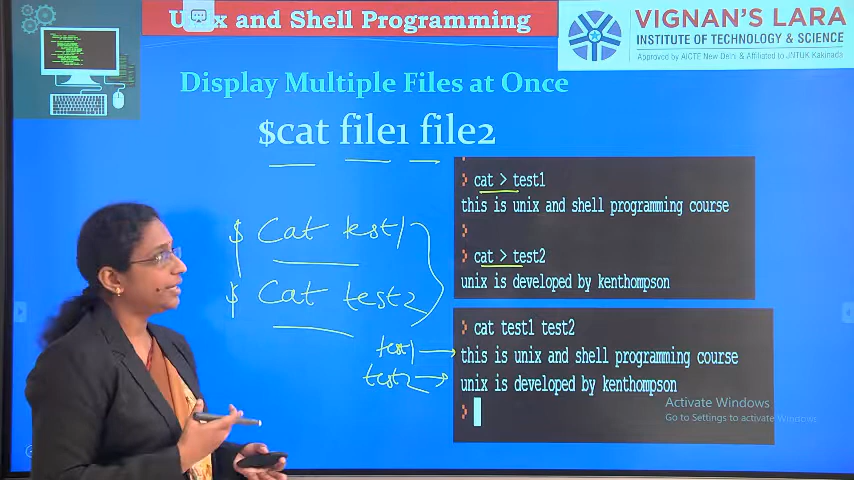 Unix and Shell Programming
VIGNAN'S LARA
INSTITUTE OF TECHNOLOGY & SCIENCE
Approved by AICTE New Delhi & Affiliated to JNTUK Kakinada
Display Multiple Files at Once
$cat file1 file2
> cat > test1
this is unix and shell programming course
>
> cat > test2
unix is developed by kenthompson
$ Cat test1
$ Cat test2
> cat test1 test2
test1 → this is unix and shell programming course
test2 → unix is developed by kenthompson
>
Activate Windows
Go to Settings to activate Windows